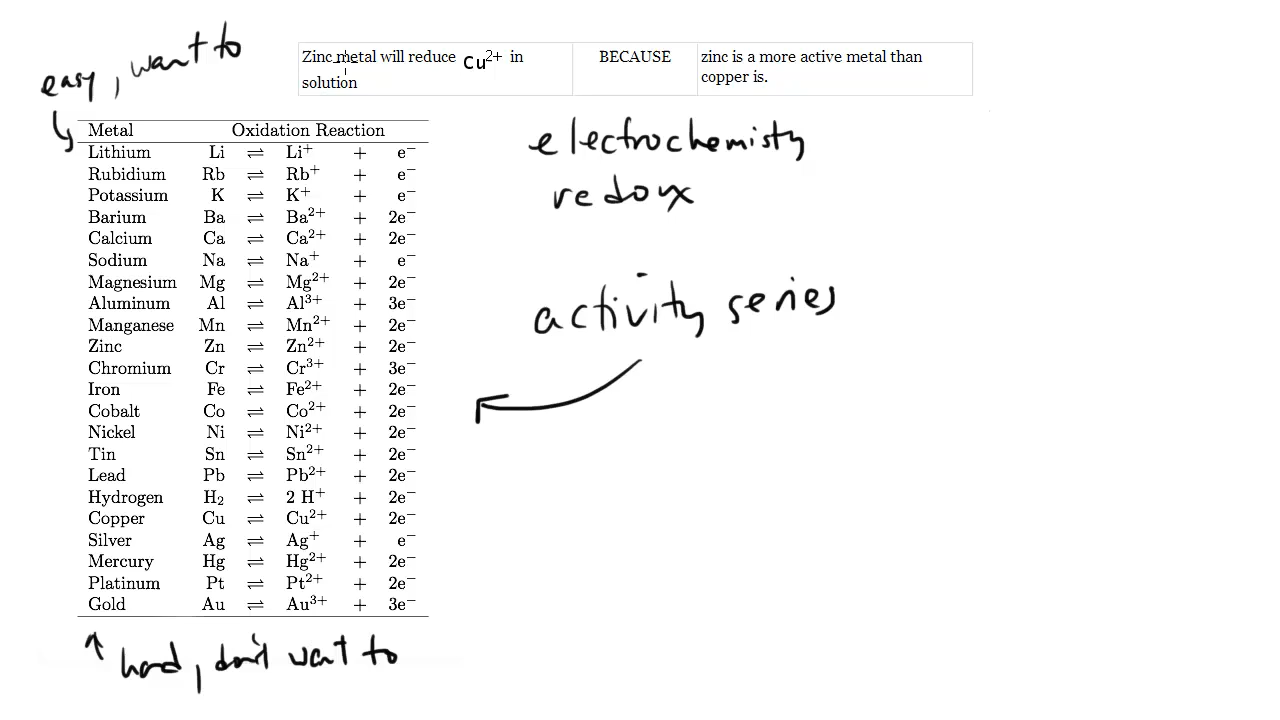 easy, want to
Zinc metal will reduce Cu²⁺ in
solution
BECAUSE
zinc is a more active metal than
copper is.
Metal Oxidation Reaction
Lithium Li ⇌ Li⁺ + e⁻
Rubidium Rb ⇌ Rb⁺ + e⁻
Potassium K ⇌ K⁺ + e⁻
Barium Ba ⇌ Ba²⁺ + 2e⁻
Calcium Ca ⇌ Ca²⁺ + 2e⁻
Sodium Na ⇌ Na⁺ + e⁻
Magnesium Mg ⇌ Mg²⁺ + 2e⁻
Aluminum Al ⇌ Al³⁺ + 3e⁻
Manganese Mn ⇌ Mn²⁺ + 2e⁻
Zinc Zn ⇌ Zn²⁺ + 2e⁻
Chromium Cr ⇌ Cr³⁺ + 3e⁻
Iron Fe ⇌ Fe²⁺ + 2e⁻
Cobalt Co ⇌ Co²⁺ + 2e⁻
Nickel Ni ⇌ Ni²⁺ + 2e⁻
Tin Sn ⇌ Sn²⁺ + 2e⁻
Lead Pb ⇌ Pb²⁺ + 2e⁻
Hydrogen H₂ ⇌ 2 H⁺ + 2e⁻
Copper Cu ⇌ Cu²⁺ + 2e⁻
Silver Ag ⇌ Ag⁺ + e⁻
Mercury Hg ⇌ Hg²⁺ + 2e⁻
Platinum Pt ⇌ Pt²⁺ + 2e⁻
Gold Au ⇌ Au³⁺ + 3e⁻
hard, don't want to
electrochemisty
redox
activity series